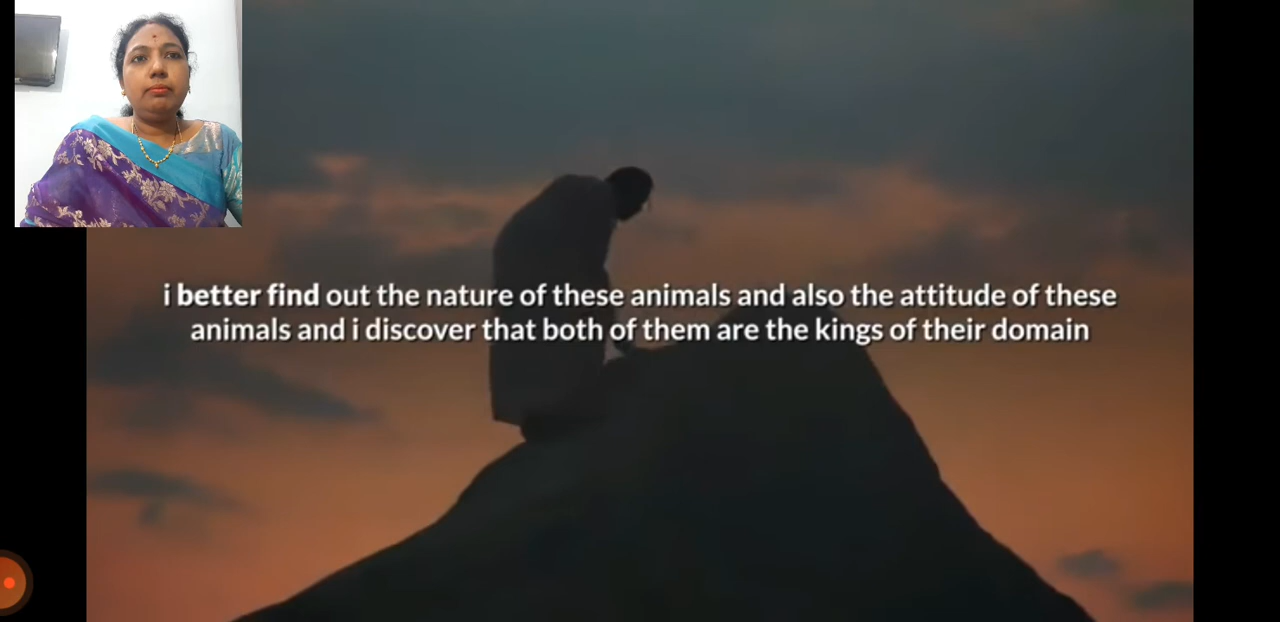 i better find out the nature of these animals and also the attitude of these
animals and i discover that both of them are the kings of their domain